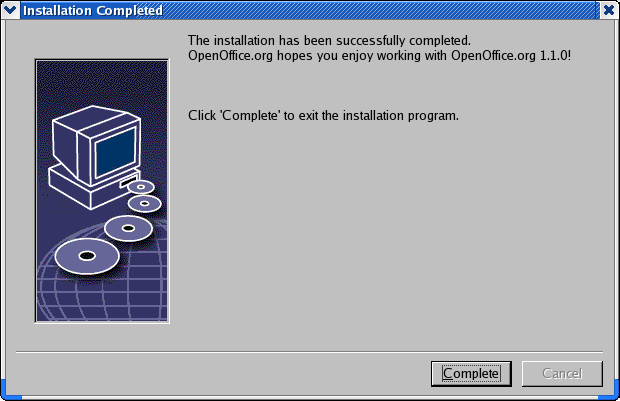 Installation Completed
The installation has been successfully completed.
OpenOffice.org hopes you enjoy working with OpenOffice.org 1.1.0!
Click 'Complete' to exit the installation program.
Complete
Cancel